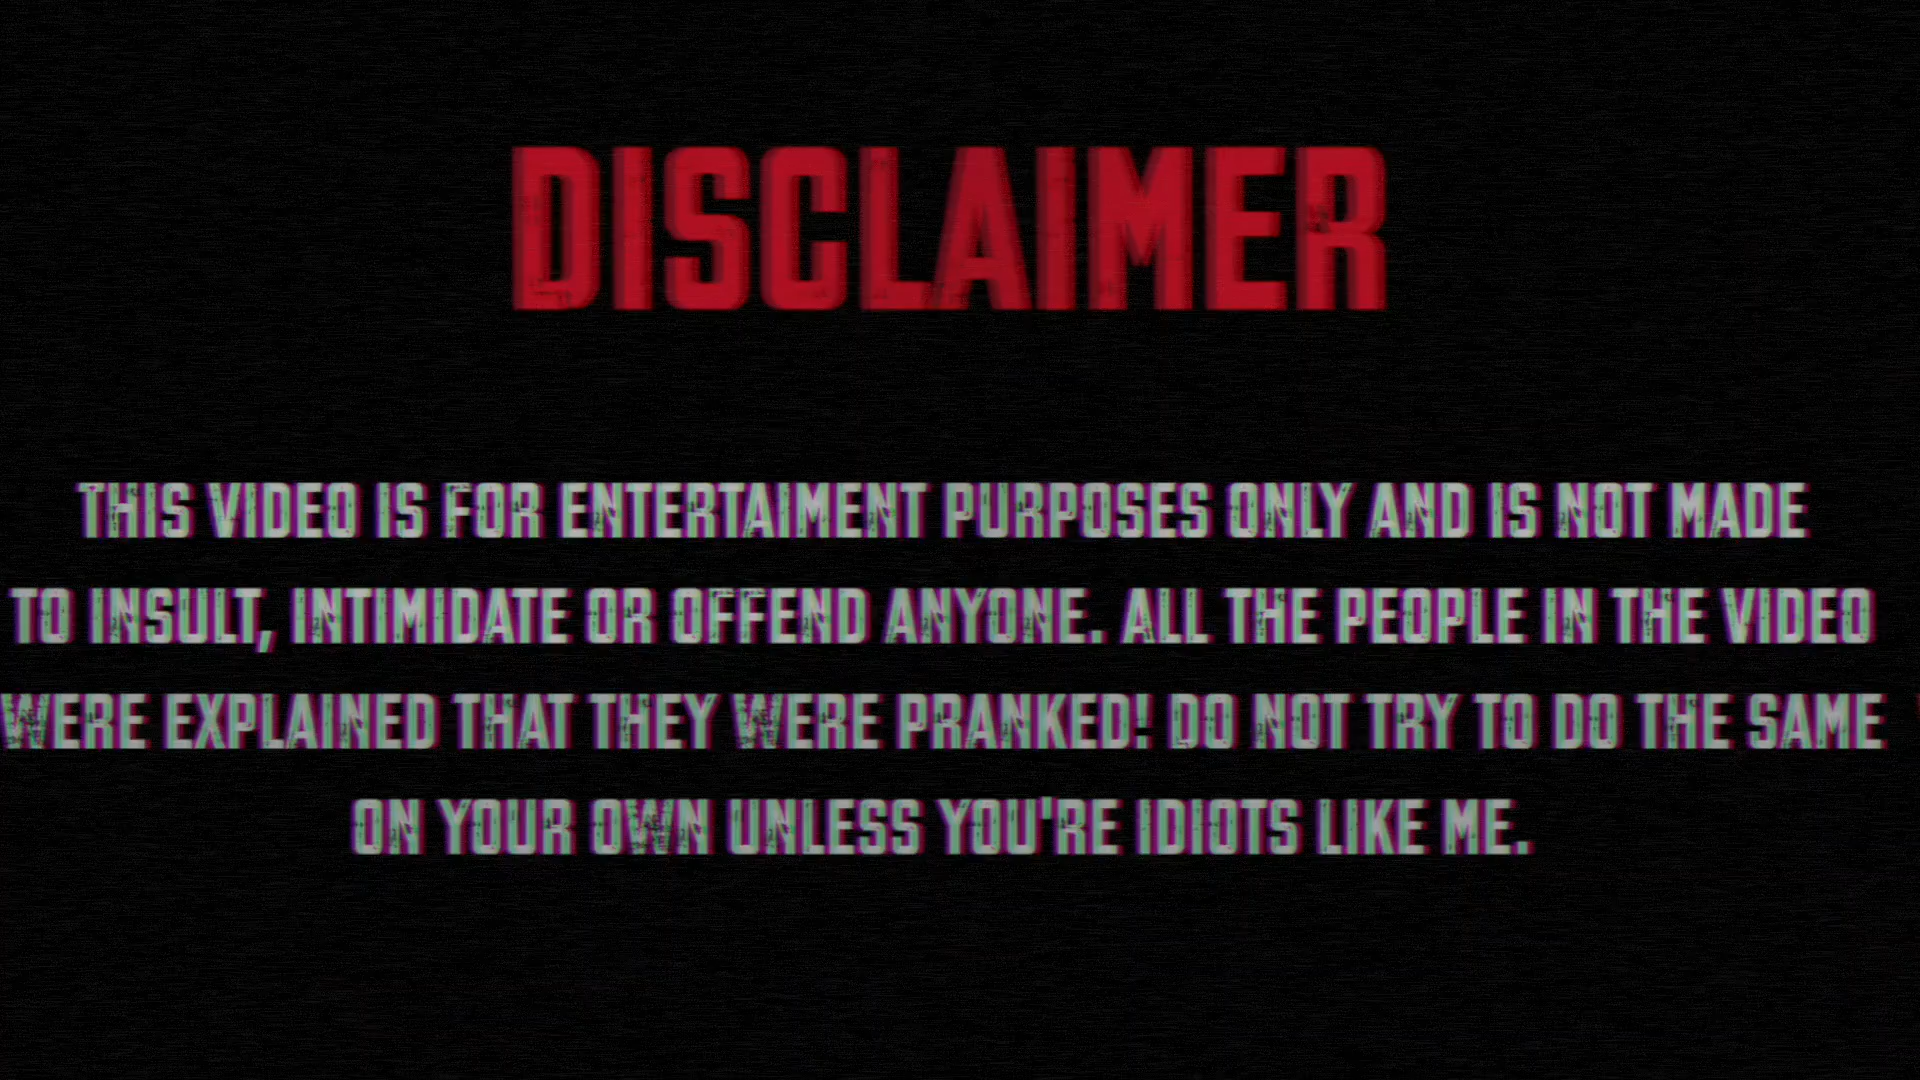 DISCLAIMER
THIS VIDEO IS FOR ENTERTAIMENT PURPOSES ONLY AND IS NOT MADE
TO INSULT, INTIMIDATE OR OFFEND ANYONE. ALL THE PEOPLE IN THE VIDEO
WERE EXPLAINED THAT THEY WERE PRANKED! DO NOT TRY TO DO THE SAME
ON YOUR OWN UNLESS YOU'RE IDIOTS LIKE ME.